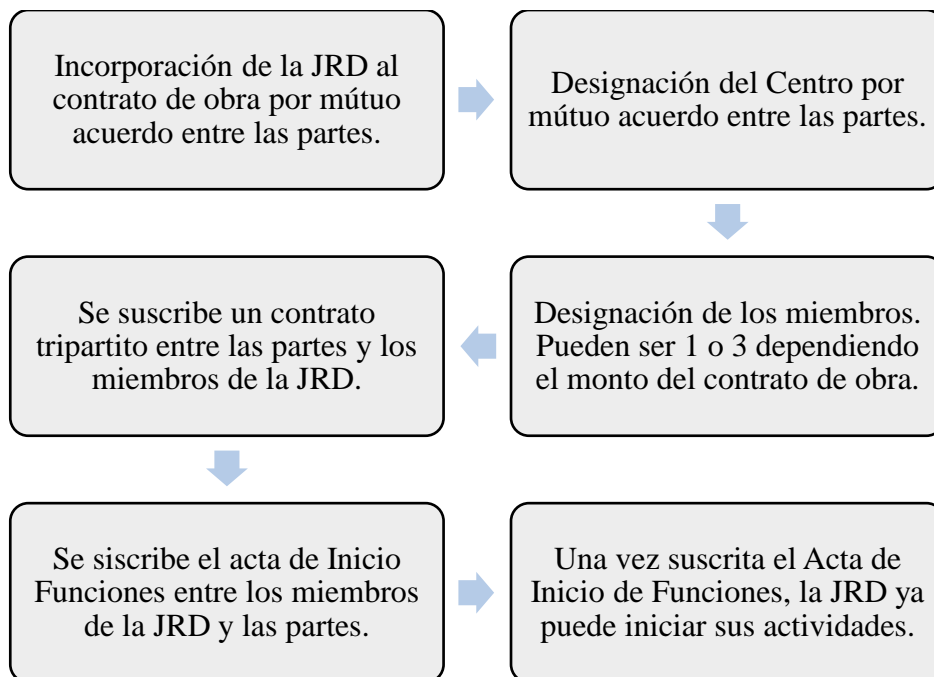 Incorporación de la JRD al
contrato de obra por mútuo
acuerdo entre las partes.
Designación del Centro por
mútuo acuerdo entre las partes.
Designación de los miembros.
Pueden ser 1 o 3 dependiendo
el monto del contrato de obra.
Se suscribe un contrato
tripartito entre las partes y los
miembros de la JRD.
Se siscribe el acta de Inicio
Funciones entre los miembros
de la JRD y las partes.
Una vez suscrita el Acta de
Inicio de Funciones, la JRD ya
puede iniciar sus actividades.